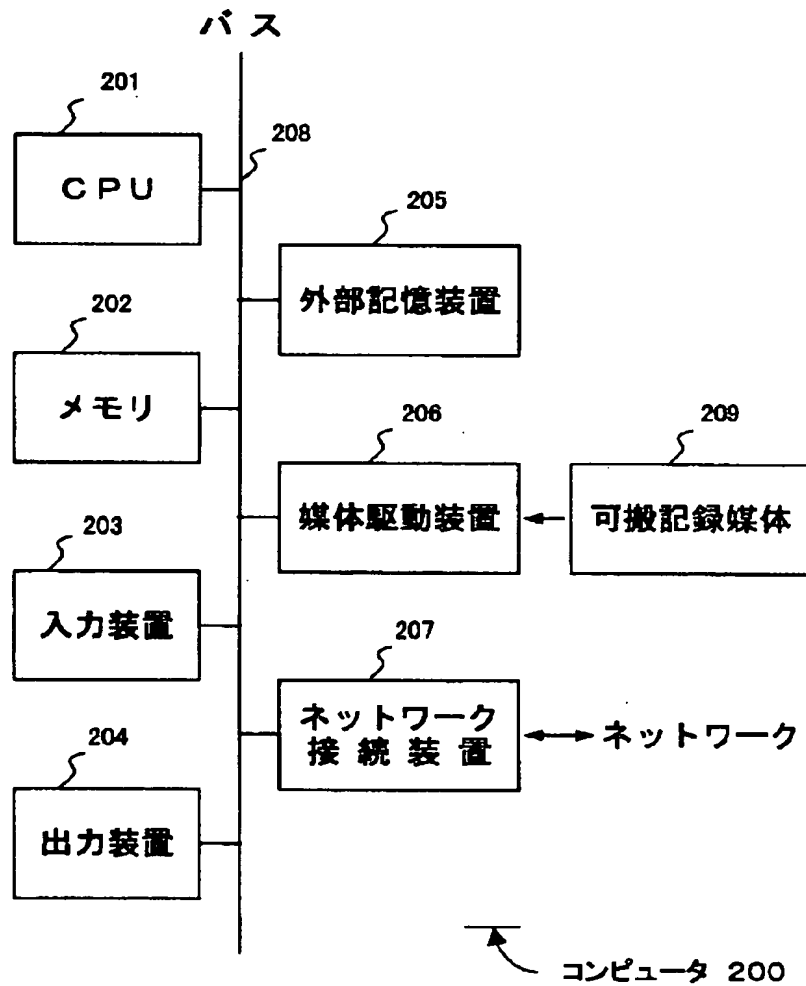 バス
201
CPU
208
205
外部記憶装置
202
メモリ
206
媒体駆動装置
209
可搬記録媒体
203
入力装置
207
ネットワーク
接続装置
ネットワーク
204
出力装置
コンピュータ 200